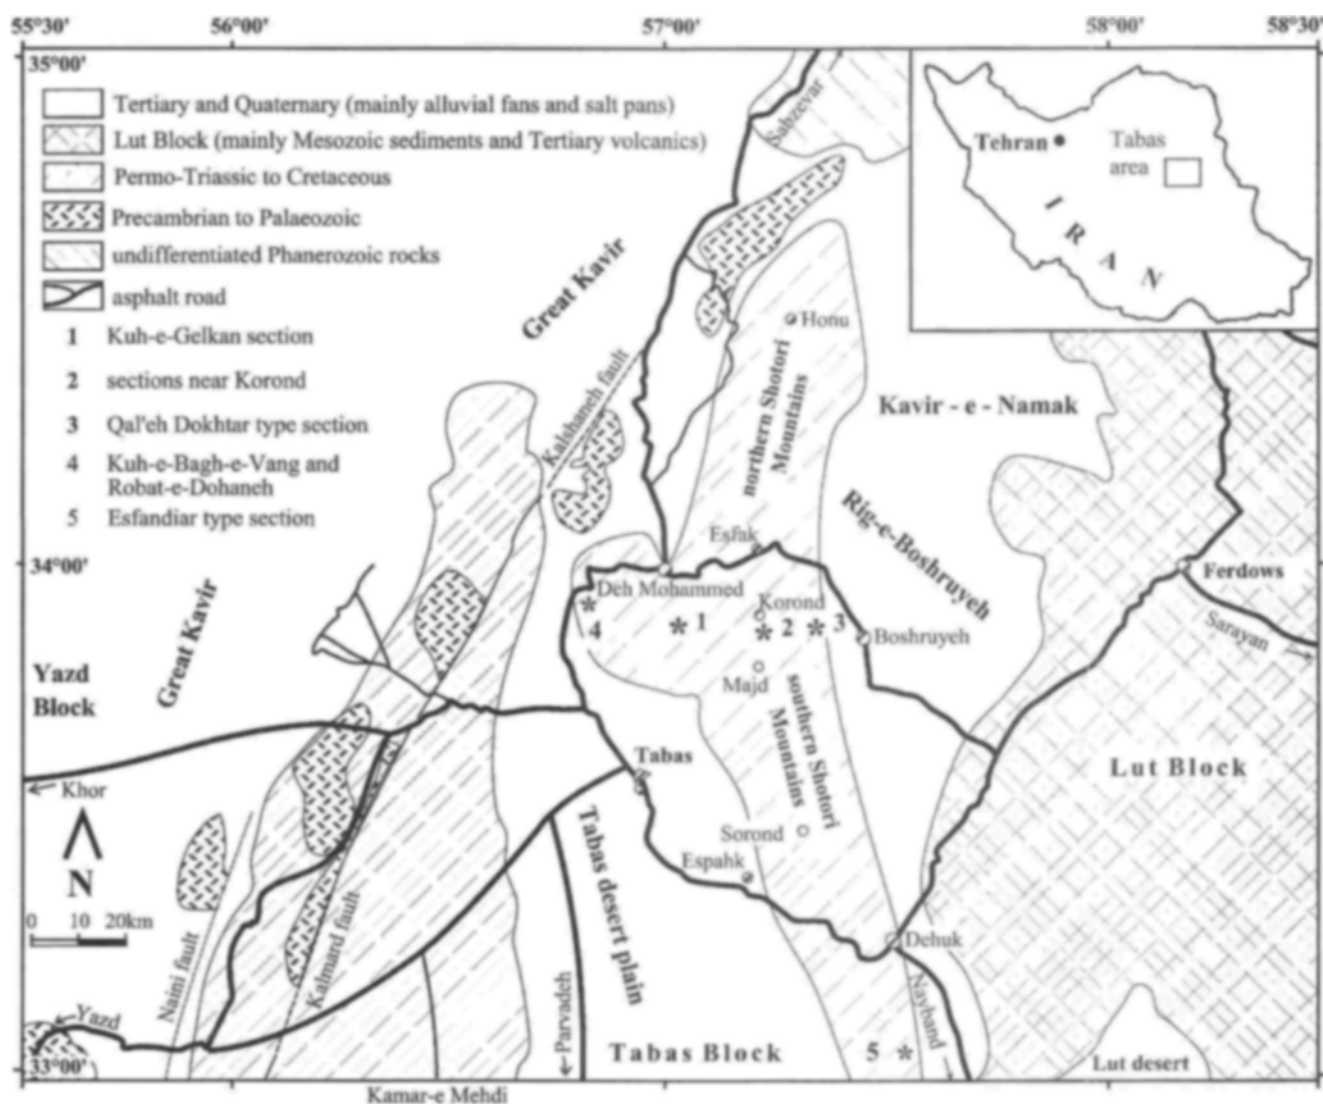 55°30'
56°00'
57°00'
58°00'
58°30'
35°00'
Tertiary and Quaternary (mainly alluvial fans and salt pans)
Lut Block (mainly Mesozoic sediments and Tertiary volcanics)
Permo-Triassic to Cretaceous
Precambrian to Palaeozoic
undifferentiated Phanerozoic rocks
asphalt road
1 Kuh-e-Gelkan section
2 sections near Korond
3 Qal'eh Dokhtar type section
4 Kuh-e-Bagh-e-Vang and
Robat-e-Dohaneh
5 Esfandiar type section
Sabzevar
Tehran
Tabas
area
IRAN
Great Kavir
Honu
Kalshaneh fault
northern Shotori
Mountains
Kavir - e - Namak
Rig-e-Boshruyeh
Esfak
34°00'
Deh Mohammed
Korond
Ferdows
4
* 1
* 2
* 3
Boshruyeh
Sarayan
Great Kavir
Yazd
Block
Majd
southern Shotori
Mountains
Tabas
Lut Block
Khor
N
Tabas desert plain
Sorond
Espahk
0 10 20km
Naini fault
Kalmard fault
Dehuk
Nayband
Parvadeh
Yazd
Tabas Block
5 *
Lut desert
33°00'
Kamar-e Mehdi